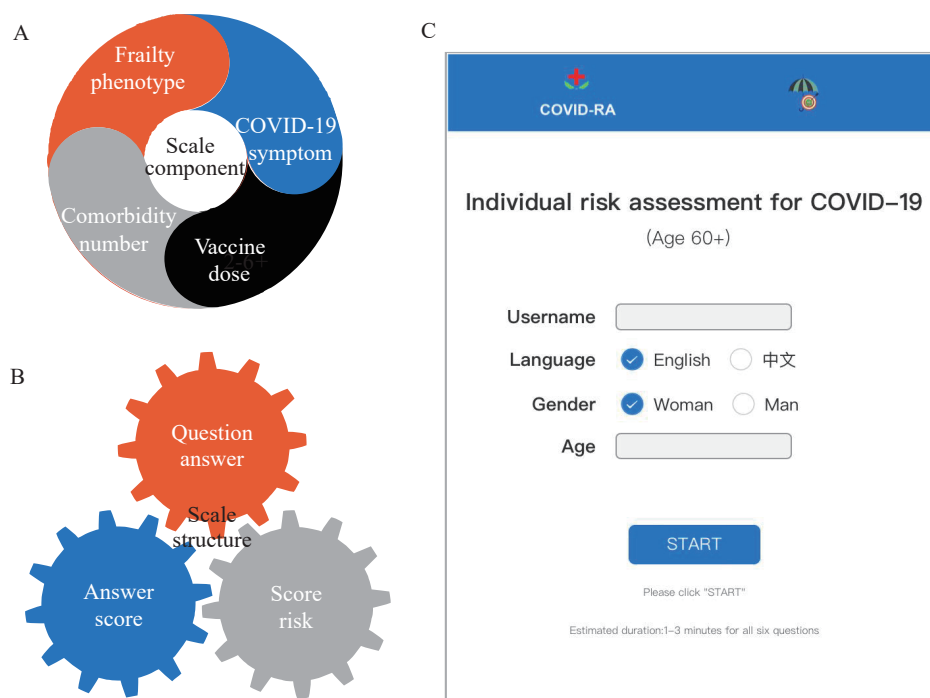 A
Frailty
phenotype
COVID-19
symptom
Scale
component
Comorbidity
number
Vaccine
dose
2-6+
B
Question
answer
Scale
structure
Answer
score
Score
risk
C
COVID-RA
Individual risk assessment for COVID-19
(Age 60+)
Username
Language English 中文
Gender Woman Man
Age
START
Please click "START"
Estimated duration:1-3 minutes for all six questions